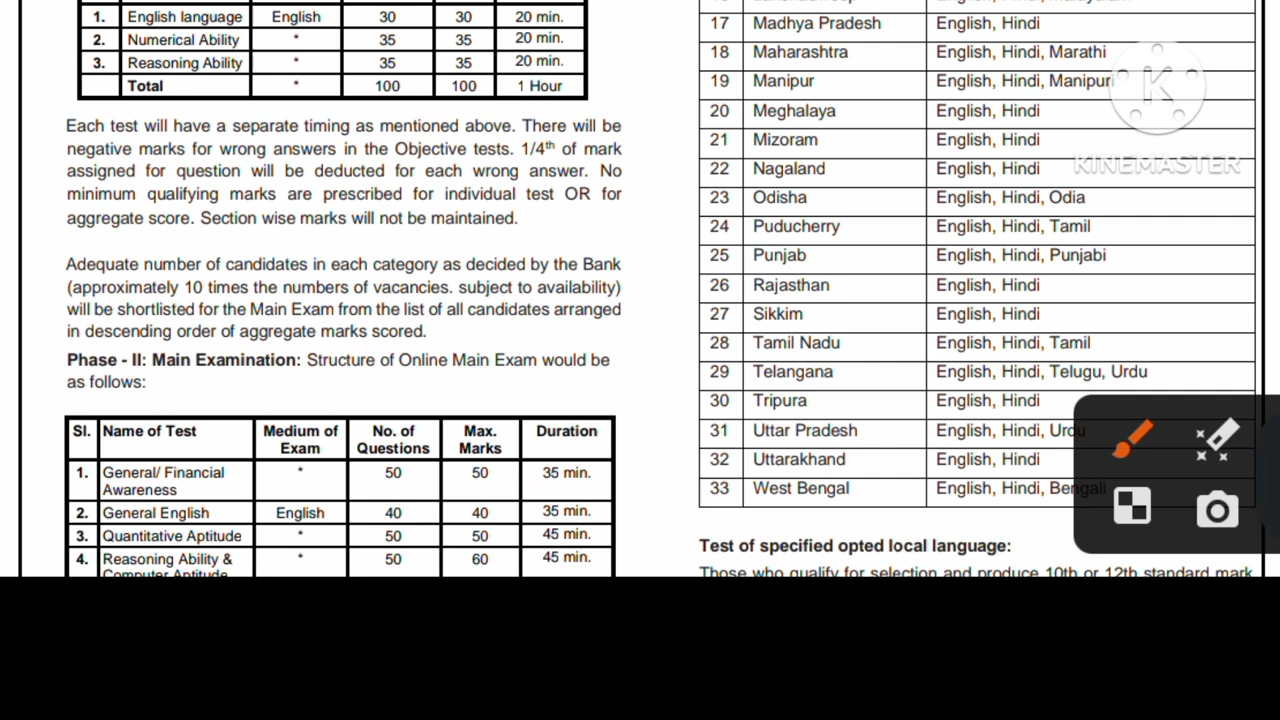 1. English language English 30 30 20 min.
2. Numerical Ability * 35 35 20 min.
3. Reasoning Ability * 35 35 20 min.
Total * 100 100 1 Hour
Each test will have a separate timing as mentioned above. There will be
negative marks for wrong answers in the Objective tests. 1/4th of mark
assigned for question will be deducted for each wrong answer. No
minimum qualifying marks are prescribed for individual test OR for
aggregate score. Section wise marks will not be maintained.
Adequate number of candidates in each category as decided by the Bank
(approximately 10 times the numbers of vacancies. subject to availability)
will be shortlisted for the Main Exam from the list of all candidates arranged
in descending order of aggregate marks scored.
Phase - II: Main Examination: Structure of Online Main Exam would be
as follows:
Sl. Name of Test Medium of No. of Max. Duration
Exam Questions Marks
1. General/ Financial * 50 50 35 min.
Awareness
2. General English English 40 40 35 min.
3. Quantitative Aptitude * 50 50 45 min.
4. Reasoning Ability & * 50 60 45 min.
Computer Aptitude
17 Madhya Pradesh English, Hindi
18 Maharashtra English, Hindi, Marathi
19 Manipur English, Hindi, Manipuri
20 Meghalaya English, Hindi
21 Mizoram English, Hindi
22 Nagaland English, Hindi
23 Odisha English, Hindi, Odia
24 Puducherry English, Hindi, Tamil
25 Punjab English, Hindi, Punjabi
26 Rajasthan English, Hindi
27 Sikkim English, Hindi
28 Tamil Nadu English, Hindi, Tamil
29 Telangana English, Hindi, Telugu, Urdu
30 Tripura English, Hindi
31 Uttar Pradesh English, Hindi, Urdu
32 Uttarakhand English, Hindi
33 West Bengal English, Hindi, Bengali
Test of specified opted local language:
Those who qualify for selection and produce 10th or 12th standard mark
K
KINEMASTER